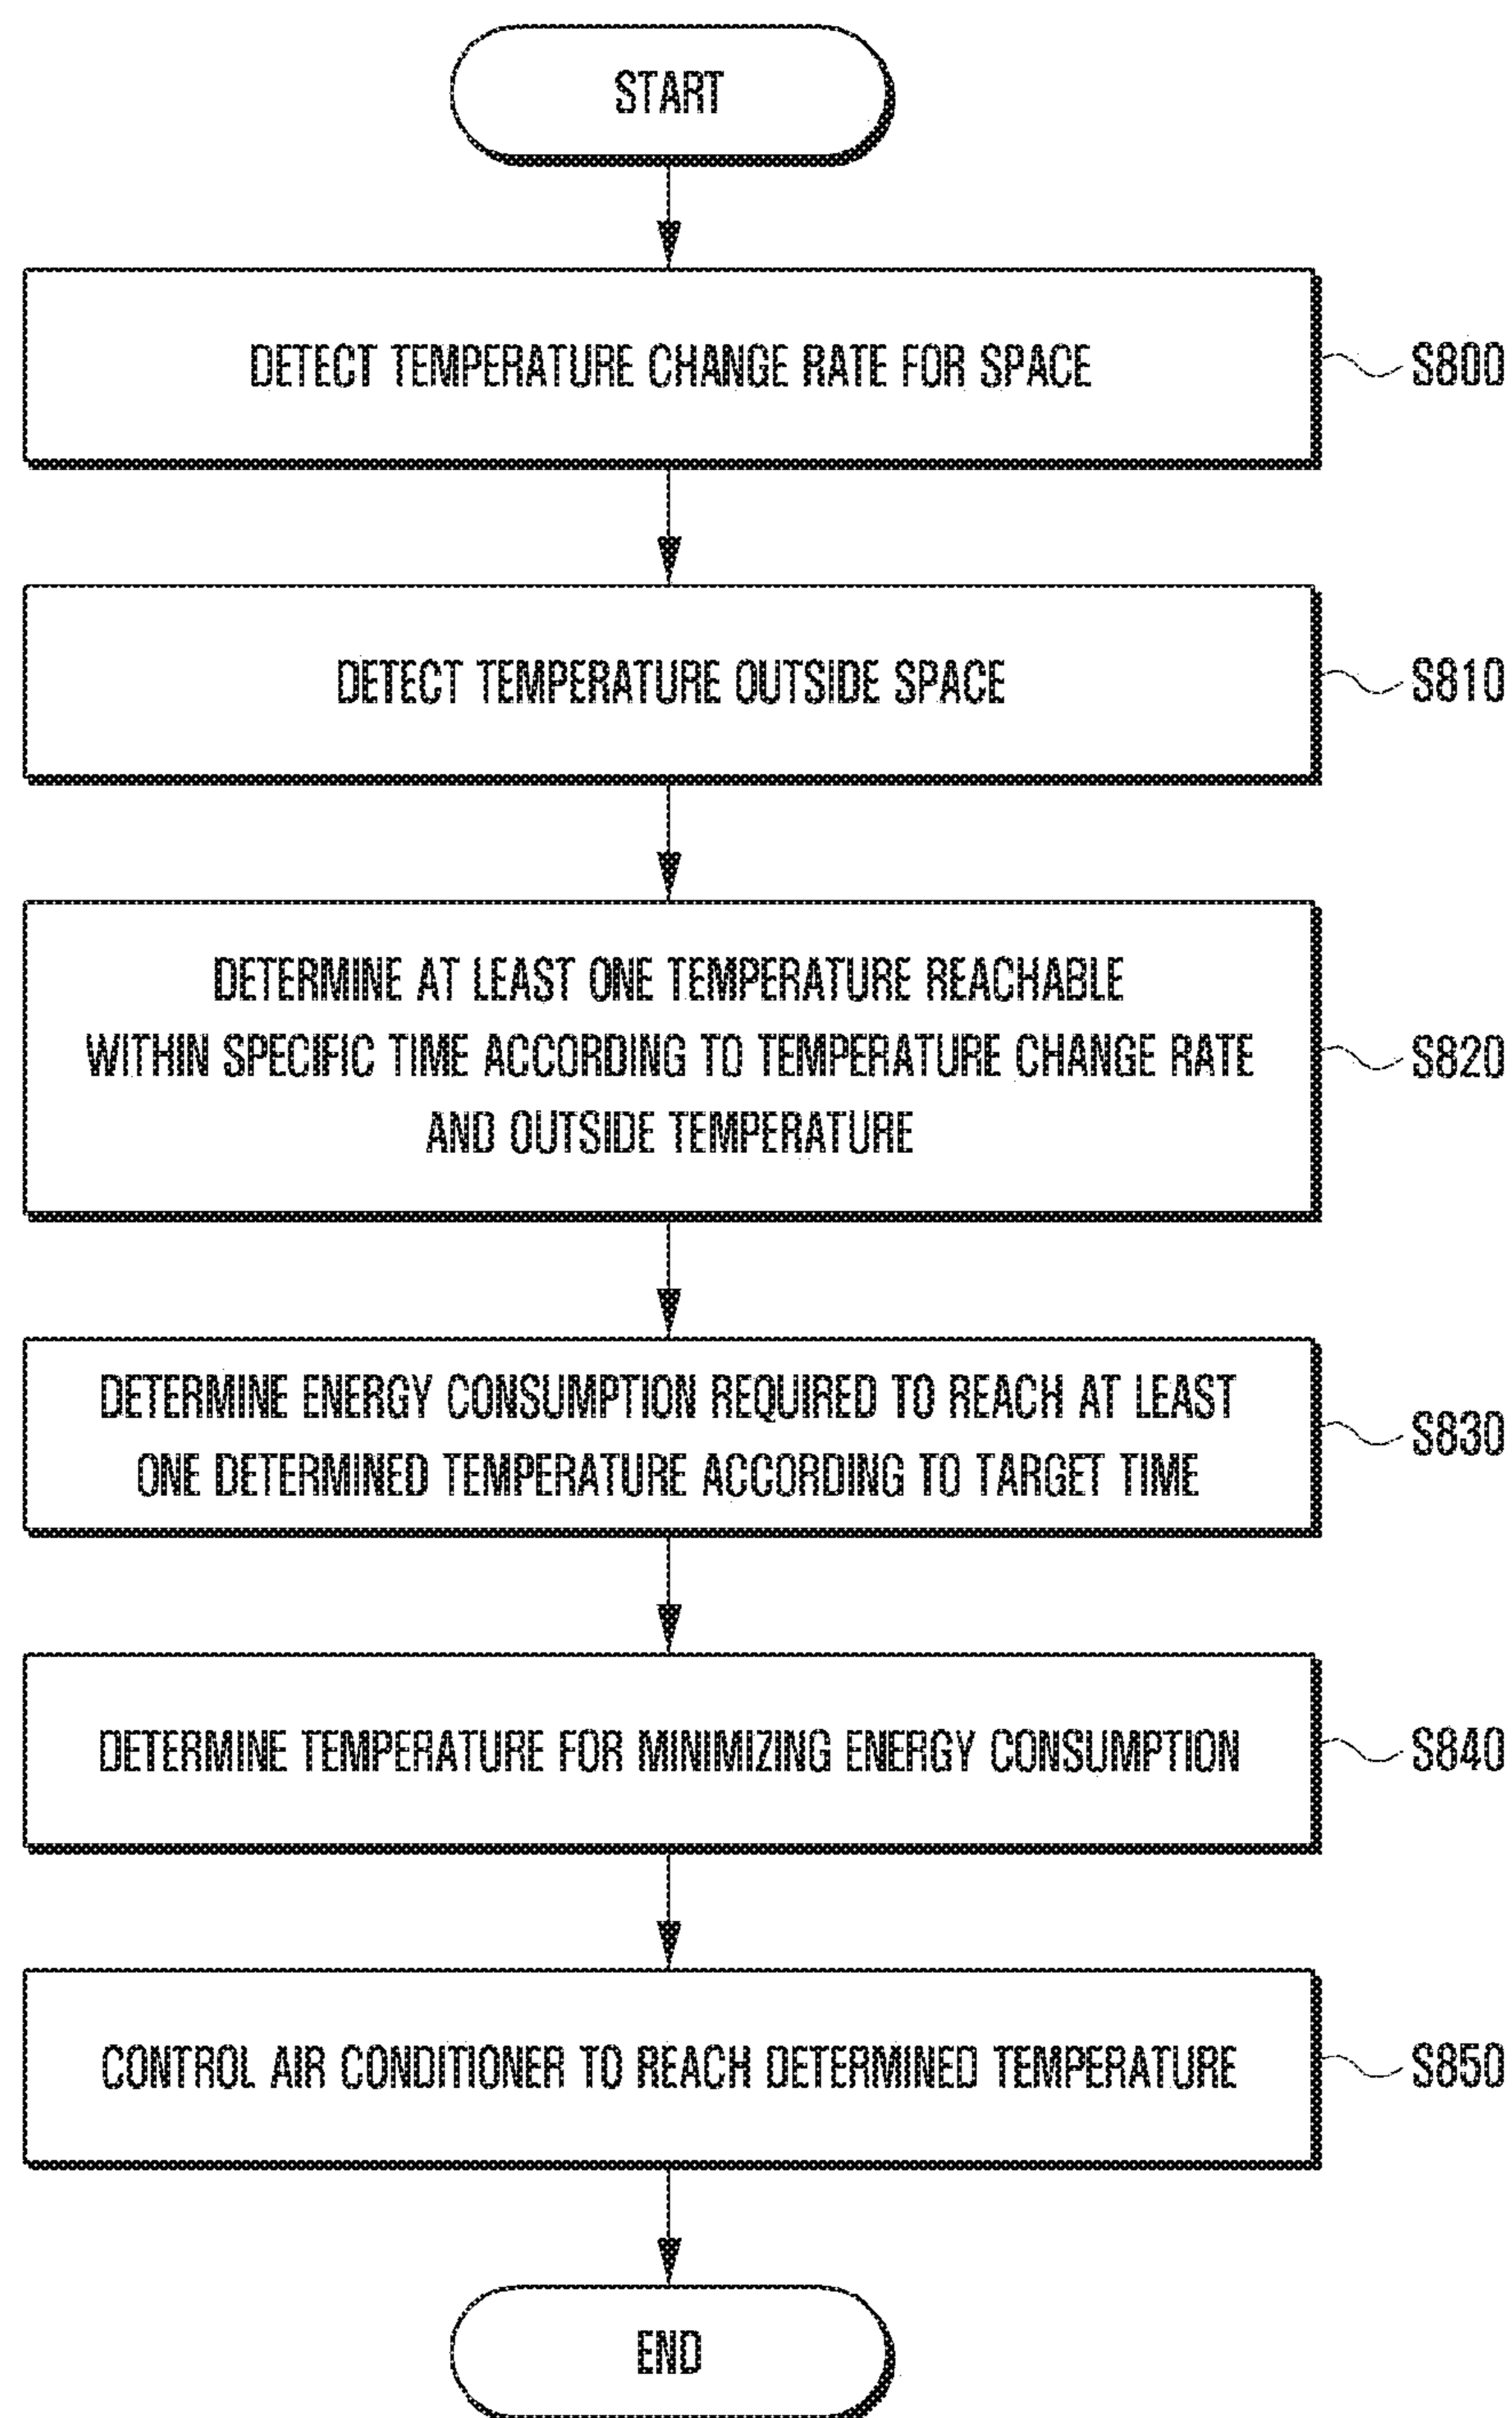 START
DETECT TEMPERATURE CHANGE RATE FOR SPACE
S800
DETECT TEMPERATURE OUTSIDE SPACE
S810
DETERMINE AT LEAST ONE TEMPERATURE REACHABLE
WITHIN SPECIFIC TIME ACCORDING TO TEMPERATURE CHANGE RATE
AND OUTSIDE TEMPERATURE
S820
DETERMINE ENERGY CONSUMPTION REQUIRED TO REACH AT LEAST
ONE DETERMINED TEMPERATURE ACCORDING TO TARGET TIME
S830
DETERMINE TEMPERATURE FOR MINIMIZING ENERGY CONSUMPTION
S840
CONTROL AIR CONDITIONER TO REACH DETERMINED TEMPERATURE
S850
END